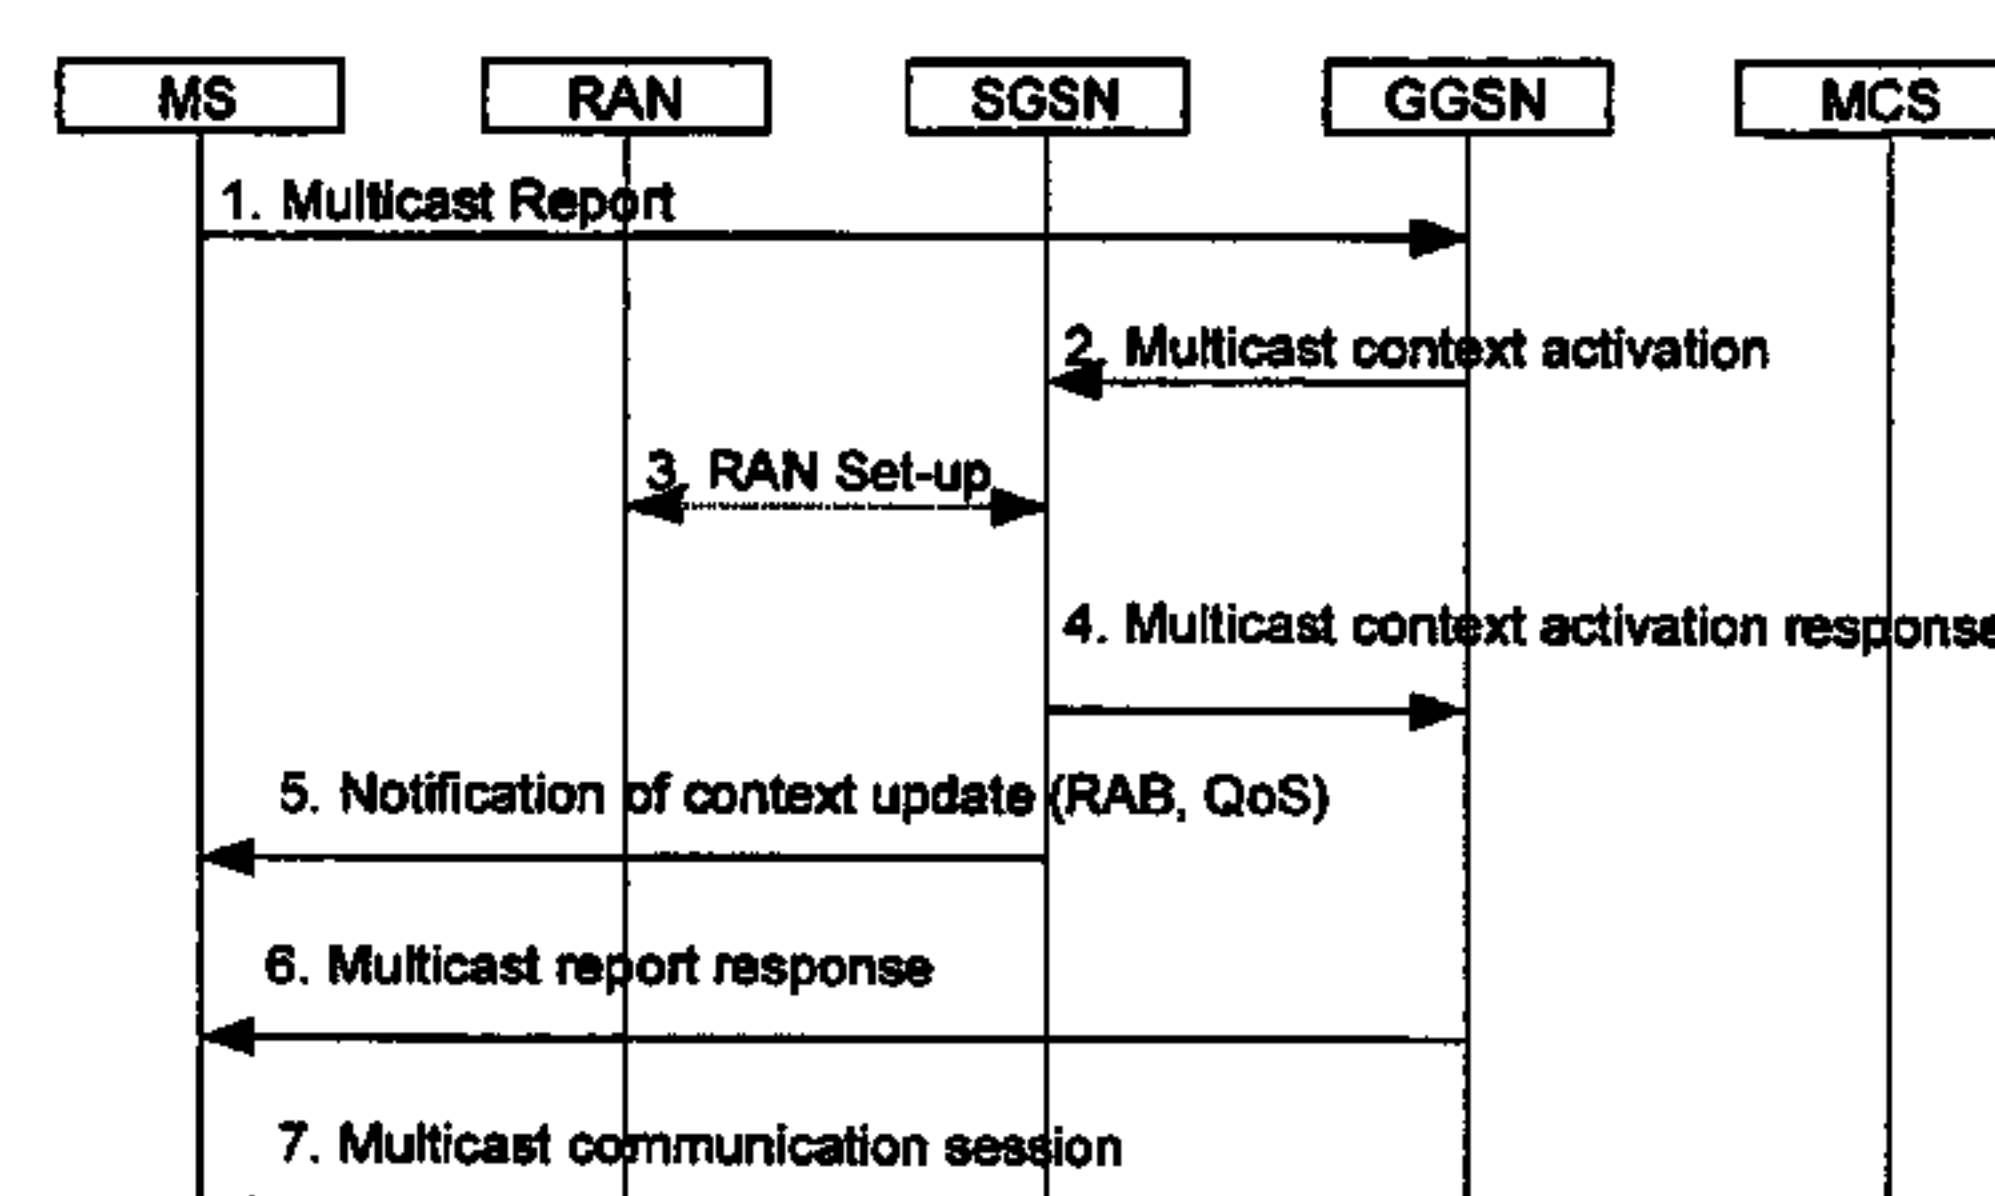 MS RAN SGSN GGSN MCS
1. Multicast Report
2. Multicast context activation
3. RAN Set-up
4. Multicast context activation response
5. Notification of context update (RAB, QoS)
6. Multicast report response
7. Multicast communication session